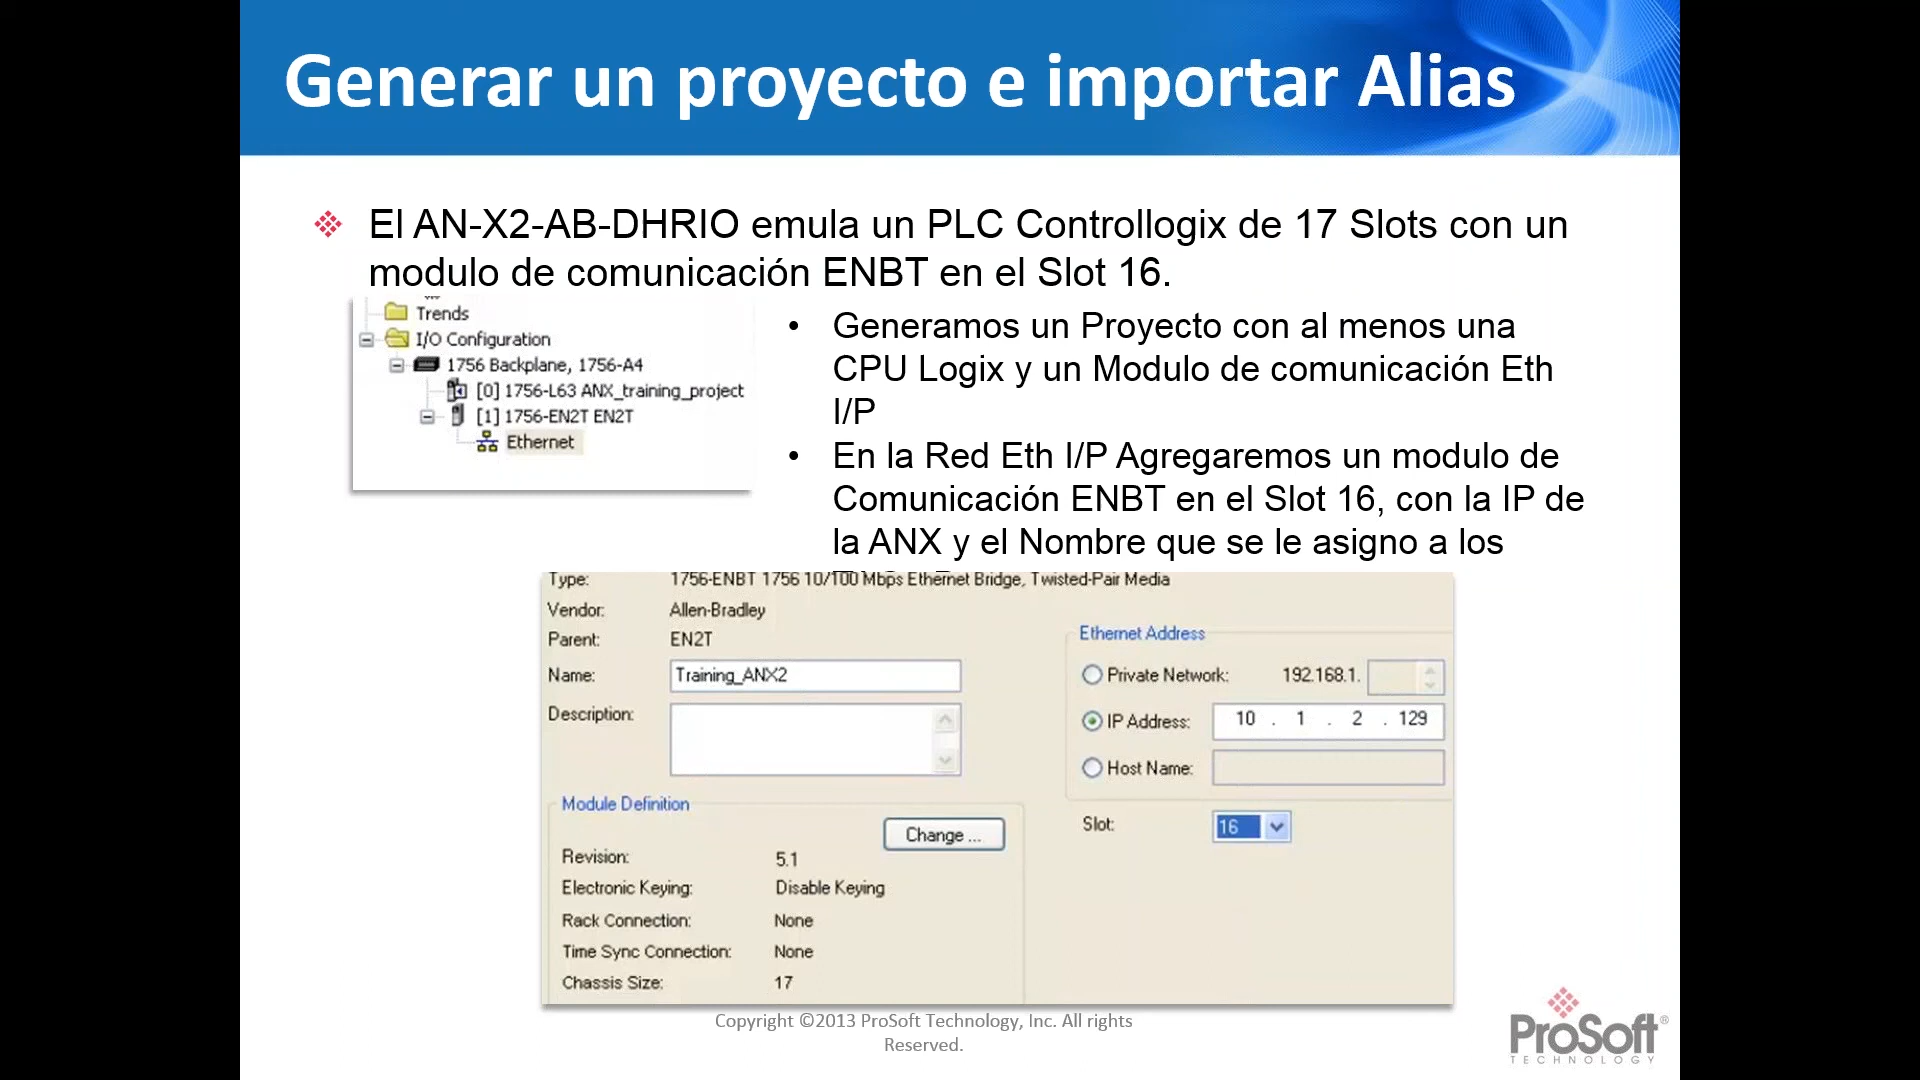 Generar un proyecto e importar Alias
El AN-X2-AB-DHRIO emula un PLC Controllogix de 17 Slots con un
modulo de comunicación ENBT en el Slot 16.
Trends
I/O Configuration
1756 Backplane, 1756-A4
[0] 1756-L63 ANX_training_project
[1] 1756-EN2T EN2T
Ethernet
• Generamos un Proyecto con al menos una
CPU Logix y un Modulo de comunicación Eth
I/P
• En la Red Eth I/P Agregaremos un modulo de
Comunicación ENBT en el Slot 16, con la IP de
la ANX y el Nombre que se le asigno a los
Type: 1756-ENBT 1756 10/100 Mbps Ethernet Bridge, Twisted-Pair Media
Vendor: Allen-Bradley
Parent: EN2T
Name: Training_ANX2
Description:
Ethernet Address
Private Network: 192.168.1.
IP Address: 10 . 1 . 2 . 129
Host Name:
Slot: 16
Module Definition
Change ...
Revision: 5.1
Electronic Keying: Disable Keying
Rack Connection: None
Time Sync Connection: None
Chassis Size: 17
Copyright ©2013 ProSoft Technology, Inc. All rights
Reserved.
ProSoft®
TECHNOLOGY